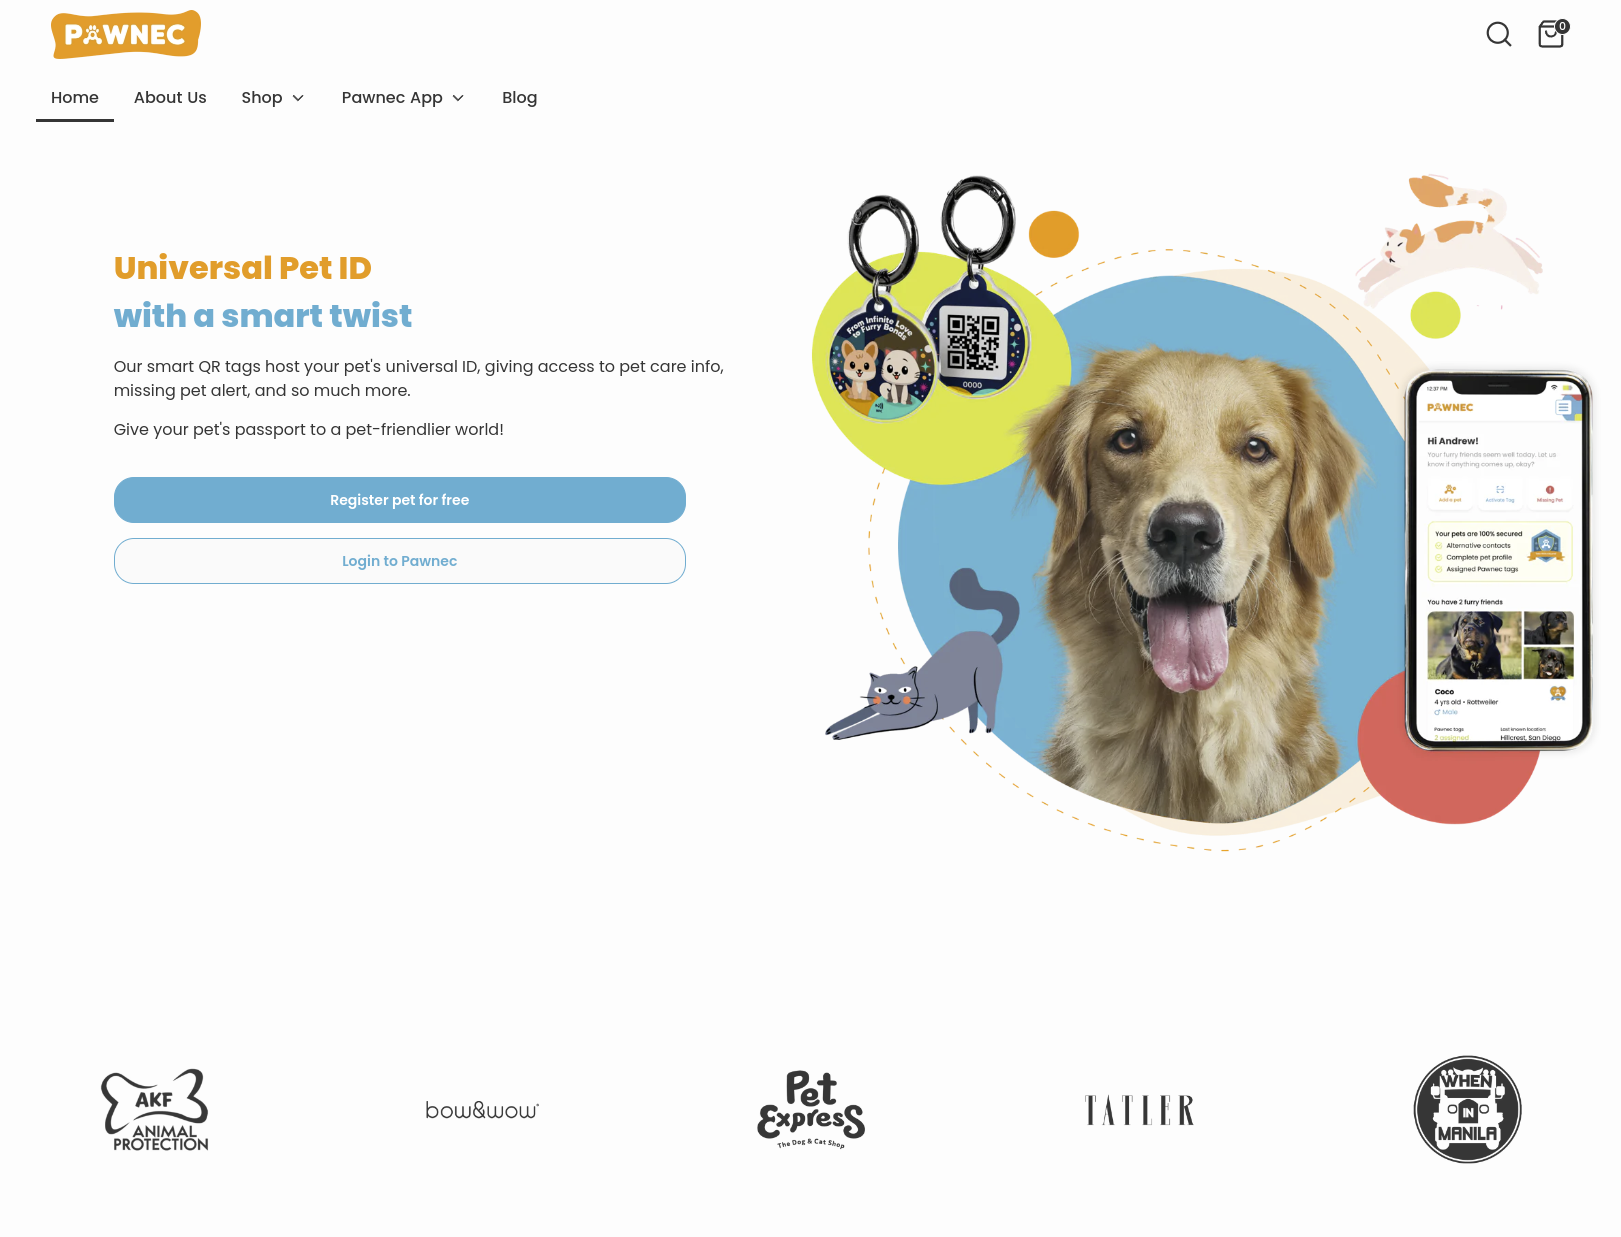 PAWNEC
0
Home
About Us
Shop
Pawnec App
Blog
Universal Pet ID
with a smart twist
Our smart QR tags host your pet's universal ID, giving access to pet care info,
missing pet alert, and so much more.
Give your pet's passport to a pet-friendlier world!
Register pet for free
Login to Pawnec
From Infinite Love
to Furry Bonds
0000
12:37 PM
PAWNEC
Hi Andrew!
Your furry friends seem well today. Let us
know if anything comes up, okay?
Add a pet
Activate Tag
Missing Pet
Your pets are 100% secured
Alternative contacts
Complete pet profile
Assigned Pawnec tags
You have 2 furry friends
Coco
4 yrs old • Rottweiler
Male
Pawnec tags
Last known location
2 assigned
Hillcrest, San Diego
AKF
ANIMAL
PROTECTION
bow&wow
Pet
Express
The Dog & Cat Shop
TATLER
WHEN
IN
MANILA